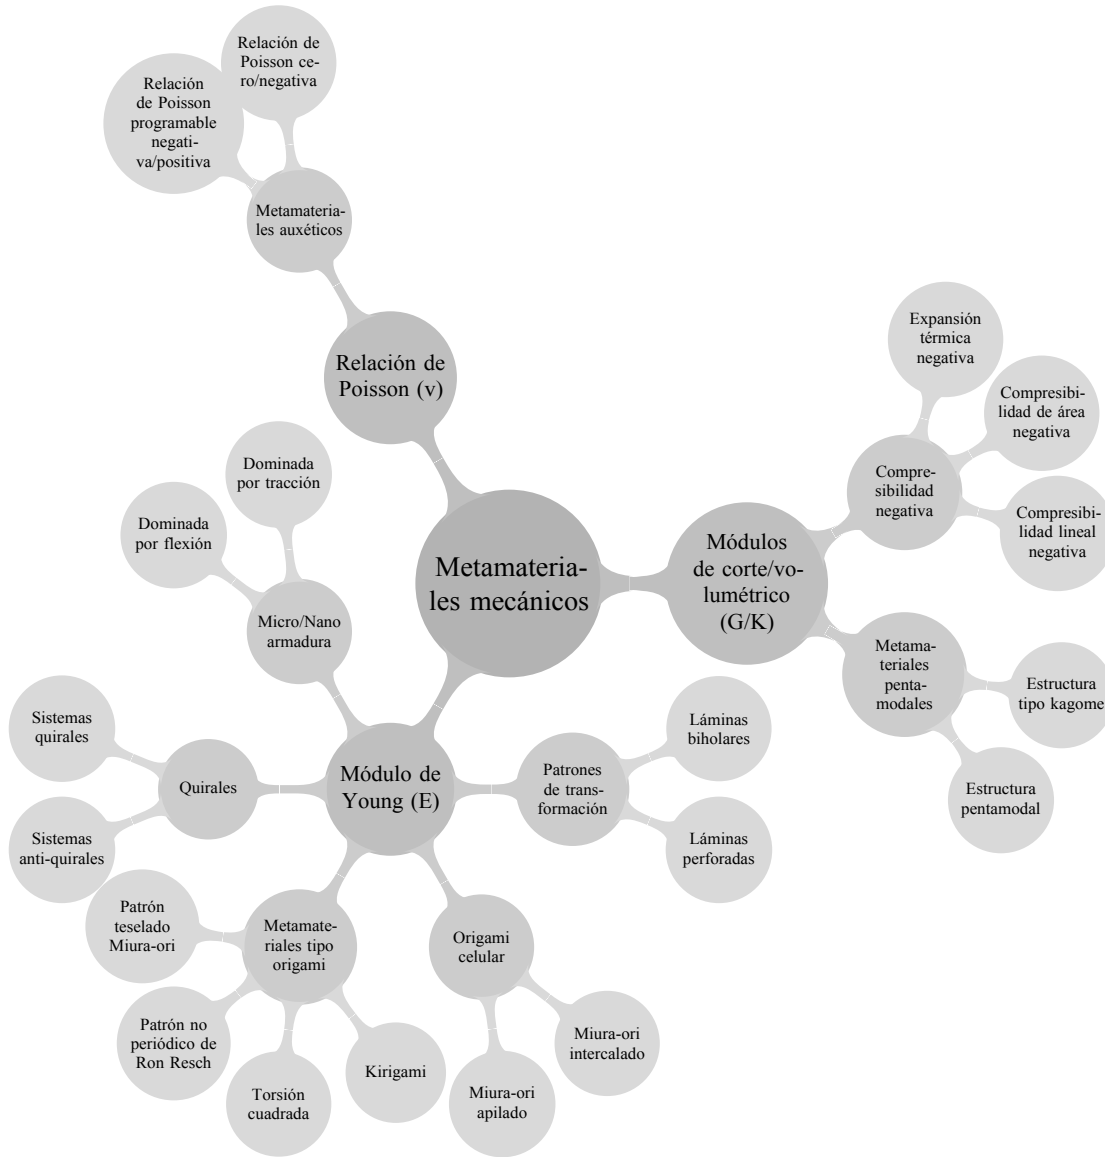 Relación de
Poisson ce-
ro/negativa
Relación
de Poisson
programable
negati-
va/positiva
Metamateria-
les auxéticos
Relación de
Poisson (v)
Expansión
térmica
negativa
Compresibi-
lidad de área
negativa
Compre-
sibilidad
negativa
Compresibi-
lidad lineal
negativa
Dominada
por tracción
Dominada
por flexión
Metamateria-
les mecánicos
Módulos
de corte/vo-
lumétrico
(G/K)
Micro/Nano
armadura
Metama-
teriales
penta-
modales
Estructura
tipo kagome
Estructura
pentamodal
Sistemas
quirales
Láminas
biholares
Quirales
Módulo de
Young (E)
Patrones
de trans-
formación
Sistemas
anti-quirales
Láminas
perforadas
Patrón
teselado
Miura-ori
Metamate-
riales tipo
origami
Origami
celular
Patrón no
periódico de
Ron Resch
Torsión
cuadrada
Kirigami
Miura-ori
apilado
Miura-ori
intercalado